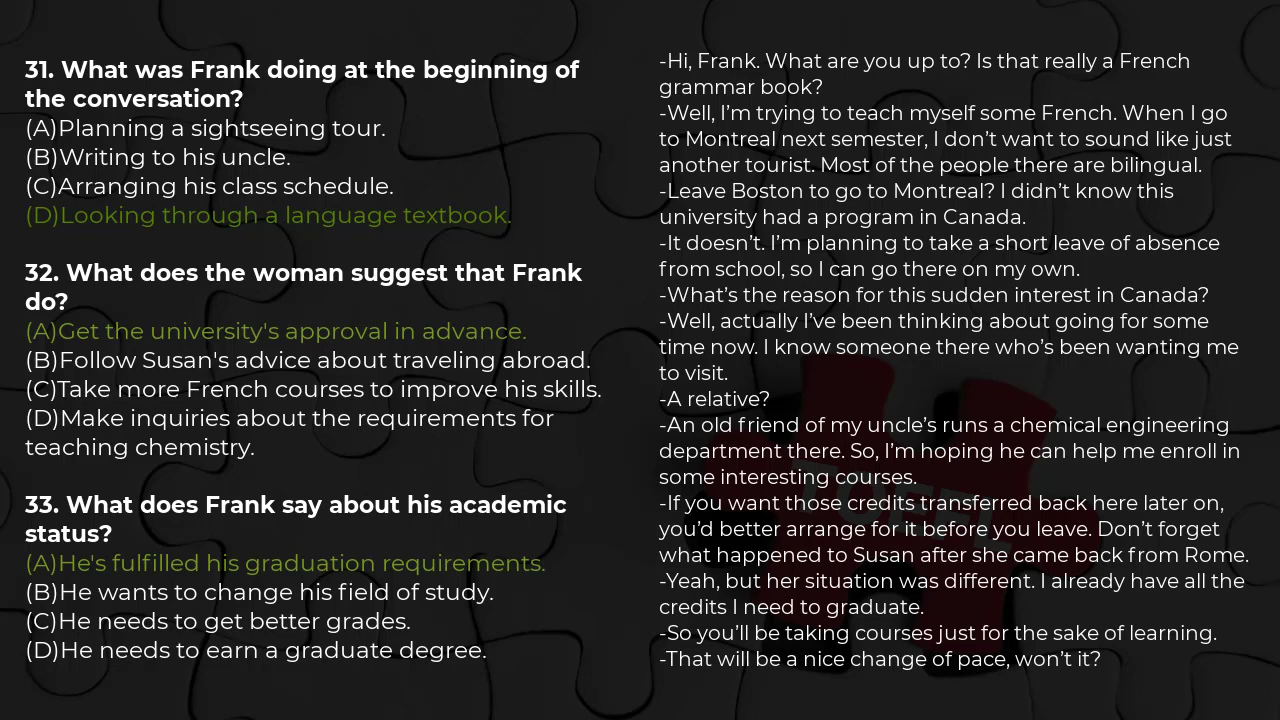 31. What was Frank doing at the beginning of
the conversation?
(A)Planning a sightseeing tour.
(B)Writing to his uncle.
(C)Arranging his class schedule.
(D)Looking through a language textbook.
32. What does the woman suggest that Frank
do?
(A)Get the university's approval in advance.
(B)Follow Susan's advice about traveling abroad.
(C)Take more French courses to improve his skills.
(D)Make inquiries about the requirements for
teaching chemistry.
33. What does Frank say about his academic
status?
(A)He's fulfilled his graduation requirements.
(B)He wants to change his field of study.
(C)He needs to get better grades.
(D)He needs to earn a graduate degree.
-Hi, Frank. What are you up to? Is that really a French
grammar book?
-Well, I’m trying to teach myself some French. When I go
to Montreal next semester, I don’t want to sound like just
another tourist. Most of the people there are bilingual.
-Leave Boston to go to Montreal? I didn’t know this
university had a program in Canada.
-It doesn’t. I’m planning to take a short leave of absence
from school, so I can go there on my own.
-What’s the reason for this sudden interest in Canada?
-Well, actually I’ve been thinking about going for some
time now. I know someone there who’s been wanting me
to visit.
-A relative?
-An old friend of my uncle’s runs a chemical engineering
department there. So, I’m hoping he can help me enroll in
some interesting courses.
-If you want those credits transferred back here later on,
you’d better arrange for it before you leave. Don’t forget
what happened to Susan after she came back from Rome.
-Yeah, but her situation was different. I already have all the
credits I need to graduate.
-So you’ll be taking courses just for the sake of learning.
-That will be a nice change of pace, won’t it?